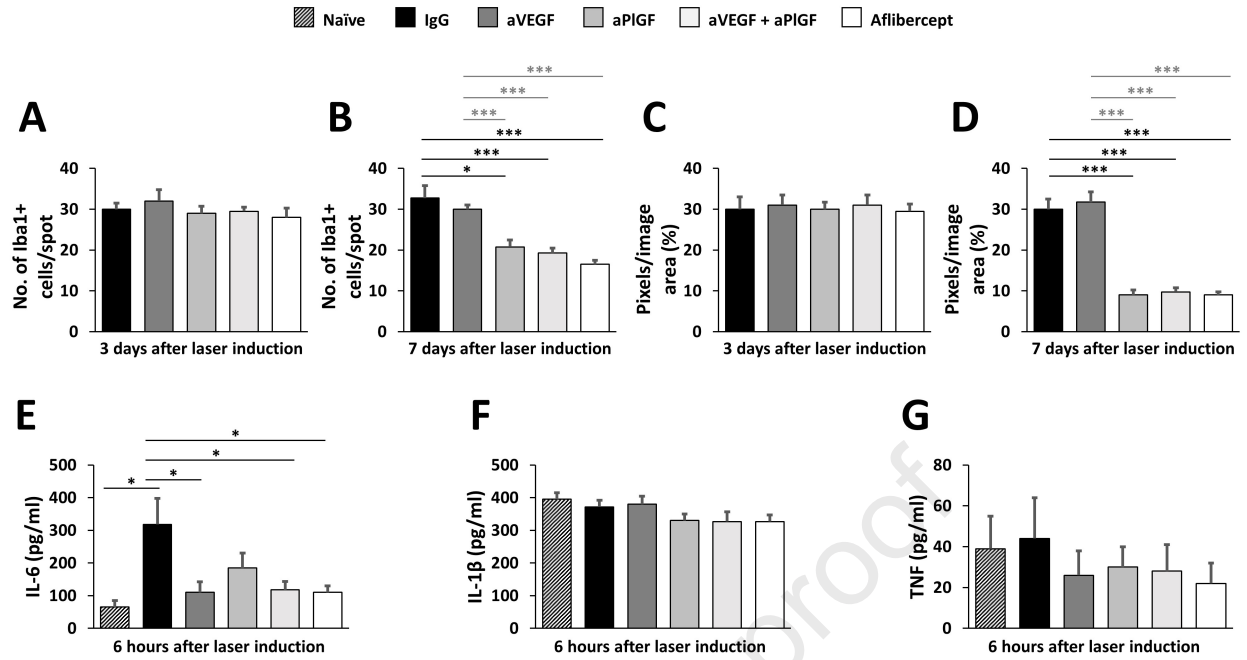 Naïve IgG aVEGF aPlGF aVEGF + aPlGF Aflibercept
A
No. of Iba1+
cells/spot
40
30
20
10
0
3 days after laser induction
B
***
***
***
***
***
*
No. of Iba1+
cells/spot
40
30
20
10
0
7 days after laser induction
C
Pixels/image
area (%)
40
30
20
10
0
3 days after laser induction
D
***
***
***
***
***
***
Pixels/image
area (%)
40
30
20
10
0
7 days after laser induction
E
*
*
*
*
IL-6 (pg/ml)
500
400
300
200
100
0
6 hours after laser induction
F
IL-1β (pg/ml)
500
400
300
200
100
0
6 hours after laser induction
G
TNF (pg/ml)
80
60
40
20
0
6 hours after laser induction
proof